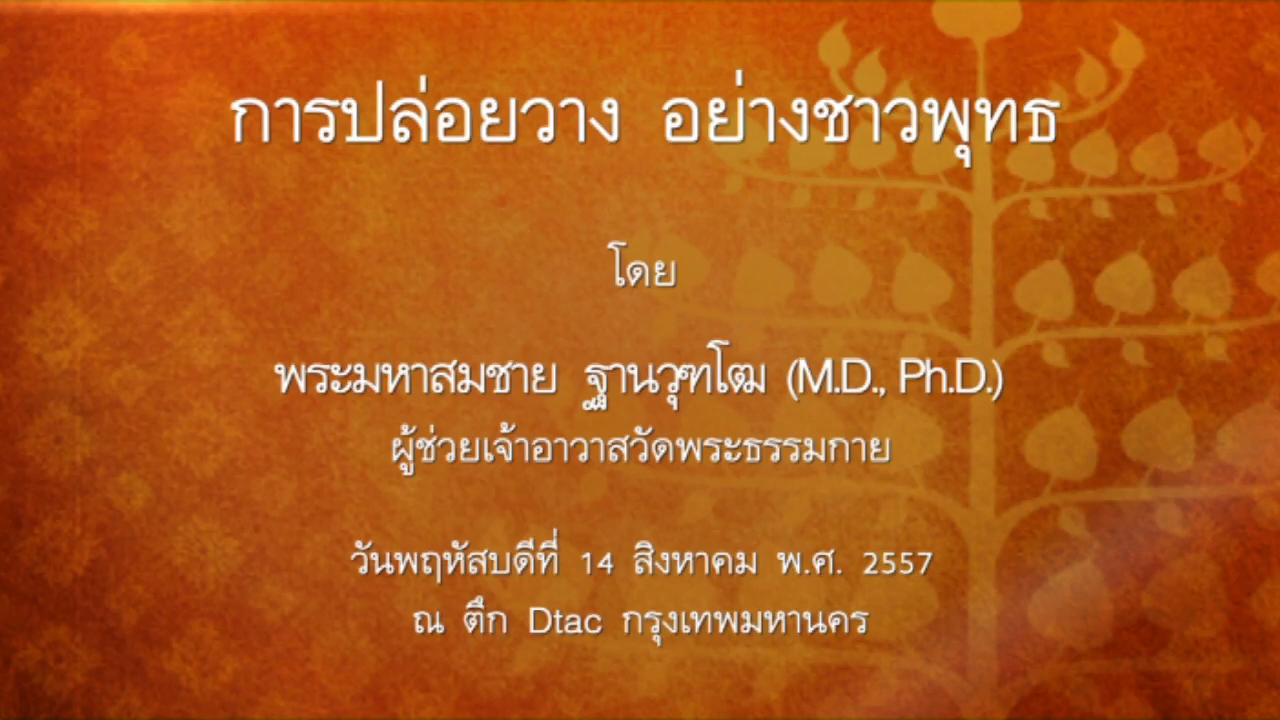 การปล่อยวาง อย่างชาวพุทธ
โดย
พระมหาสมชาย ฐานวุฑโฒ (M.D., Ph.D.)
ผู้ช่วยเจ้าอาวาสวัดพระธรรมกาย
วันพฤหัสบดีที่ 14 สิงหาคม พ.ศ. 2557
ณ ตึก Dtac กรุงเทพมหานคร